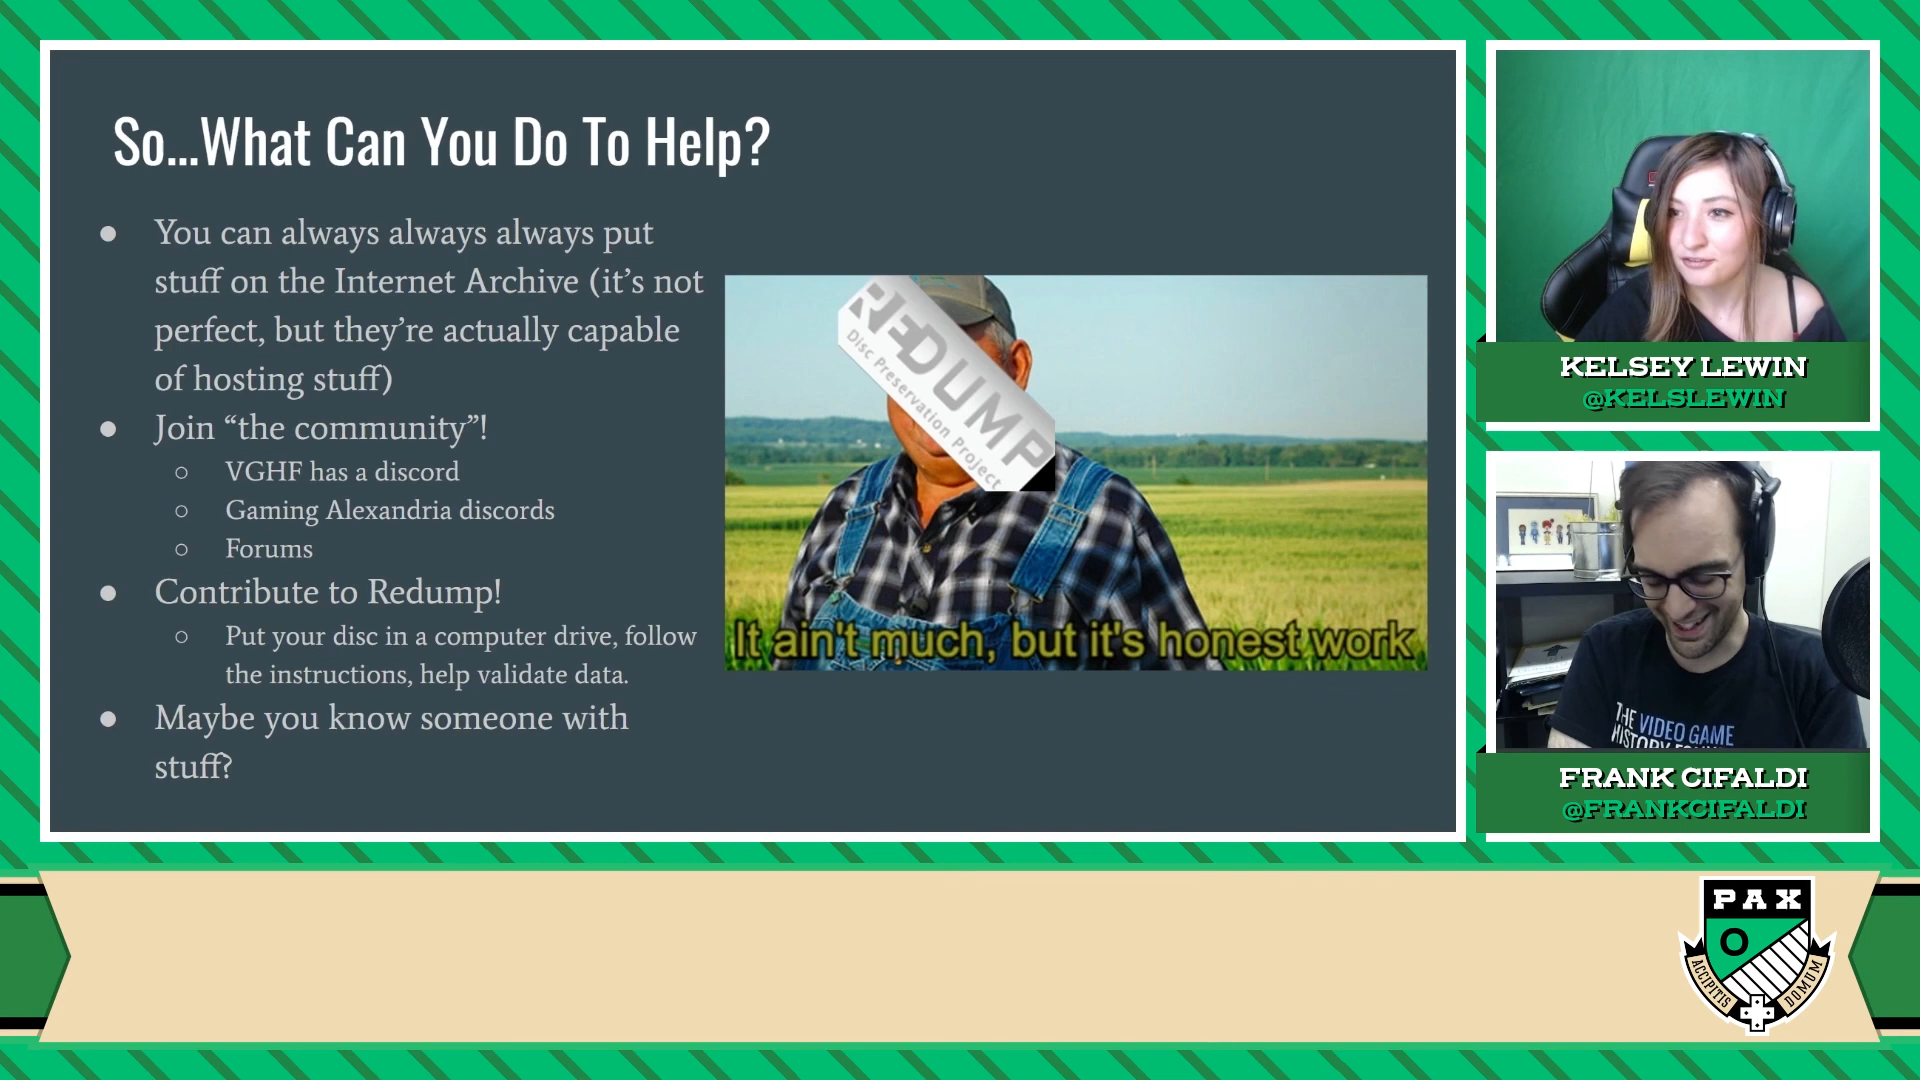 So...What Can You Do To Help?
● You can always always always put
stuff on the Internet Archive (it’s not
perfect, but they’re actually capable
of hosting stuff)
● Join “the community”!
○ VGHF has a discord
○ Gaming Alexandria discords
○ Forums
● Contribute to Redump!
○ Put your disc in a computer drive, follow
the instructions, help validate data.
● Maybe you know someone with
stuff?
REDUMP
Disc Preservation Project
It ain't much, but it's honest work
KELSEY LEWIN
@KELSLEWIN
THE VIDEO GAME
HISTORY
FRANK CIFALDI
@FRANKCIFALDI
PAX
O
ACCIPITIS DOMUM